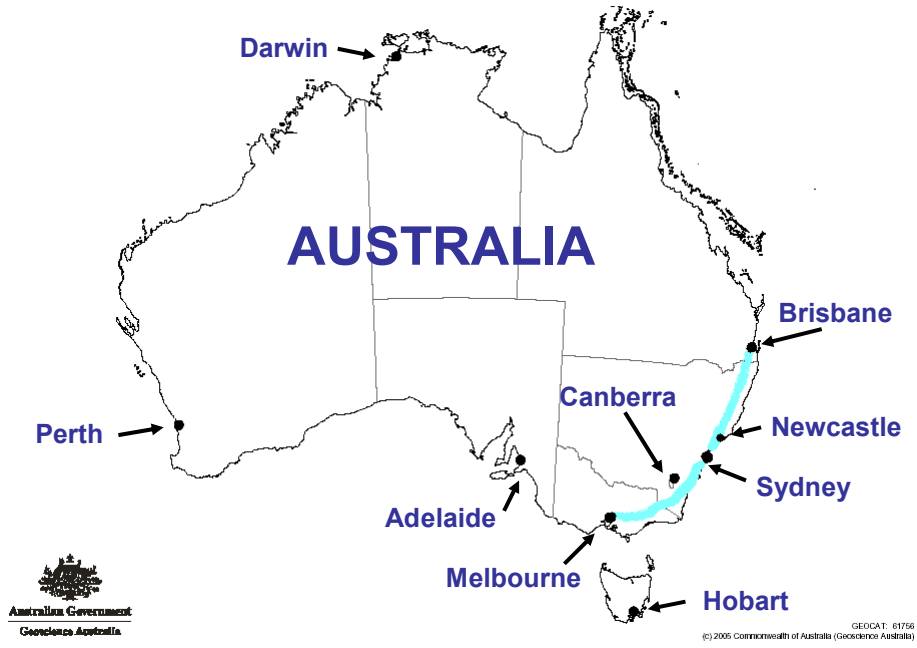 Darwin
AUSTRALIA
Brisbane
Canberra
Perth
Newcastle
Sydney
Adelaide
Melbourne
Hobart
Australian Government
Geoscience Australia
GEOCAT: 61756
(c) 2005 Commonwealth of Australia (Geoscience Australia)